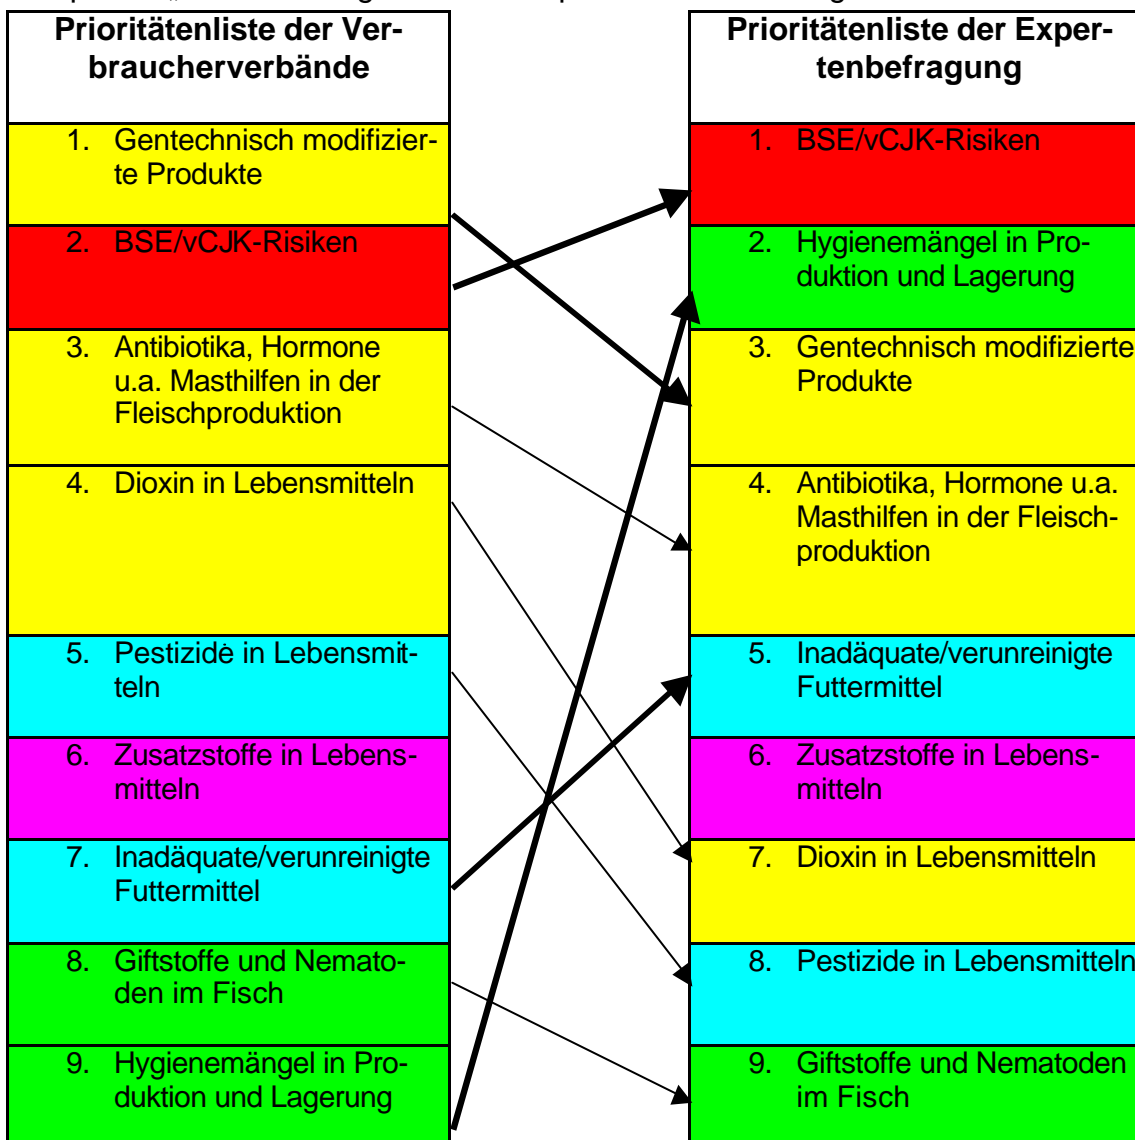 Prioritätenliste der Ver-
braucherverbände
1. Gentechnisch modifizier-
te Produkte
2. BSE/vCJK-Risiken
3. Antibiotika, Hormone
u.a. Masthilfen in der
Fleischproduktion
4. Dioxin in Lebensmitteln
5. Pestizide in Lebensmit-
teln
6. Zusatzstoffe in Lebens-
mitteln
7. Inadäquate/verunreinigte
Futtermittel
8. Giftstoffe und Nemato-
den im Fisch
9. Hygienemängel in Pro-
duktion und Lagerung
Prioritätenliste der Exper-
tenbefragung
1. BSE/vCJK-Risiken
2. Hygienemängel in Pro-
duktion und Lagerung
3. Gentechnisch modifizierte
Produkte
4. Antibiotika, Hormone u.a.
Masthilfen in der Fleisch-
produktion
5. Inadäquate/verunreinigte
Futtermittel
6. Zusatzstoffe in Lebens-
mitteln
7. Dioxin in Lebensmitteln
8. Pestizide in Lebensmitteln
9. Giftstoffe und Nematoden
im Fisch